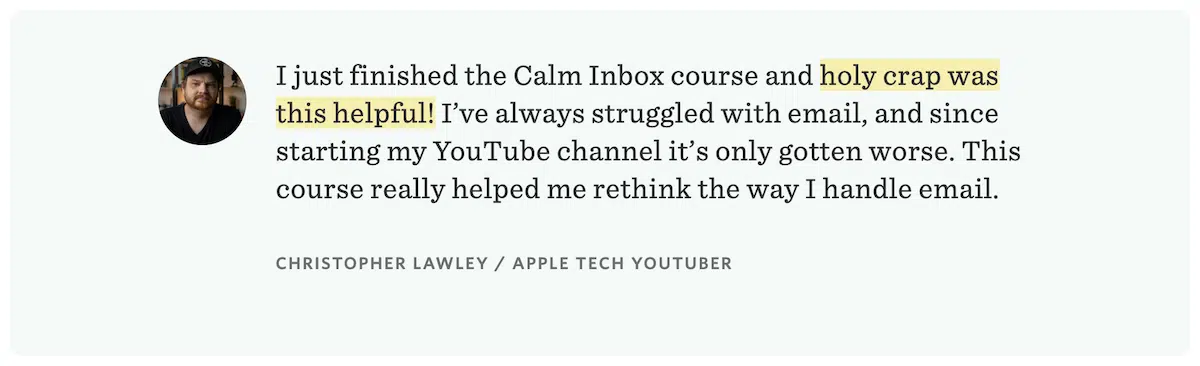 I just finished the Calm Inbox course and holy crap was
this helpful! I’ve always struggled with email, and since
starting my YouTube channel it’s only gotten worse. This
course really helped me rethink the way I handle email.
CHRISTOPHER LAWLEY / APPLE TECH YOUTUBER